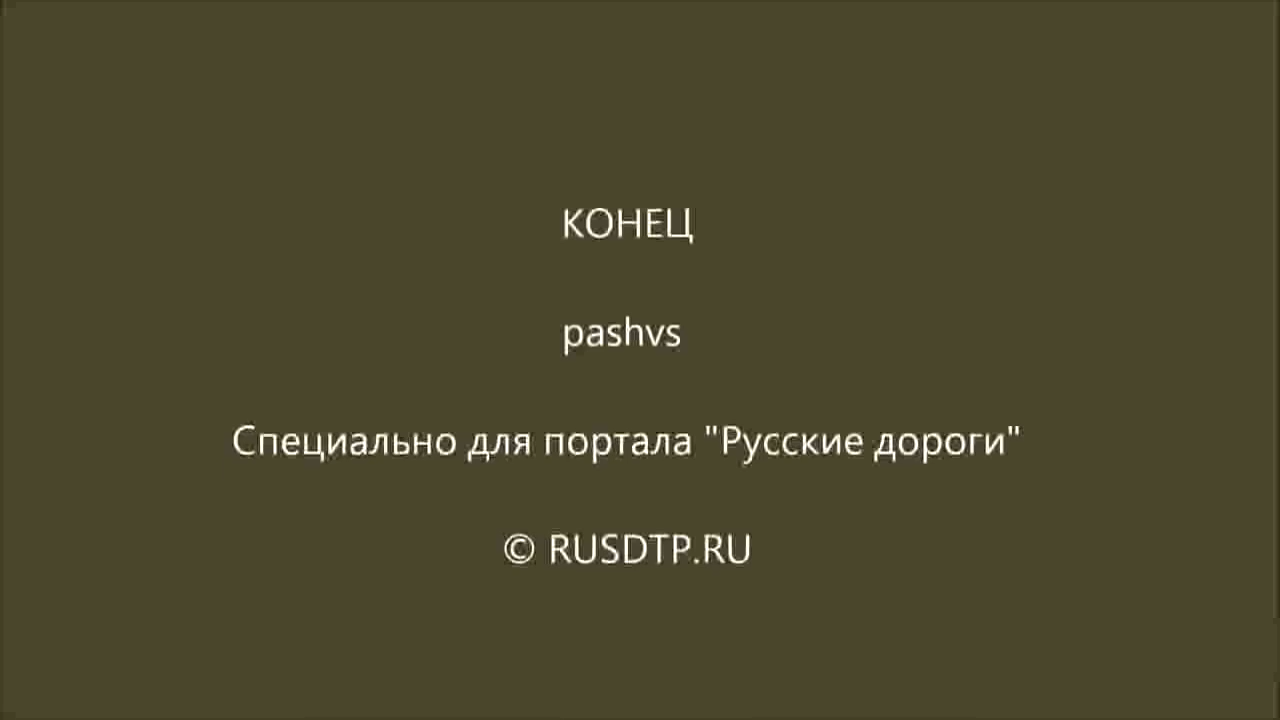 КОНЕЦ
pashvs
Специально для портала "Русские дороги"
© RUSDTP.RU